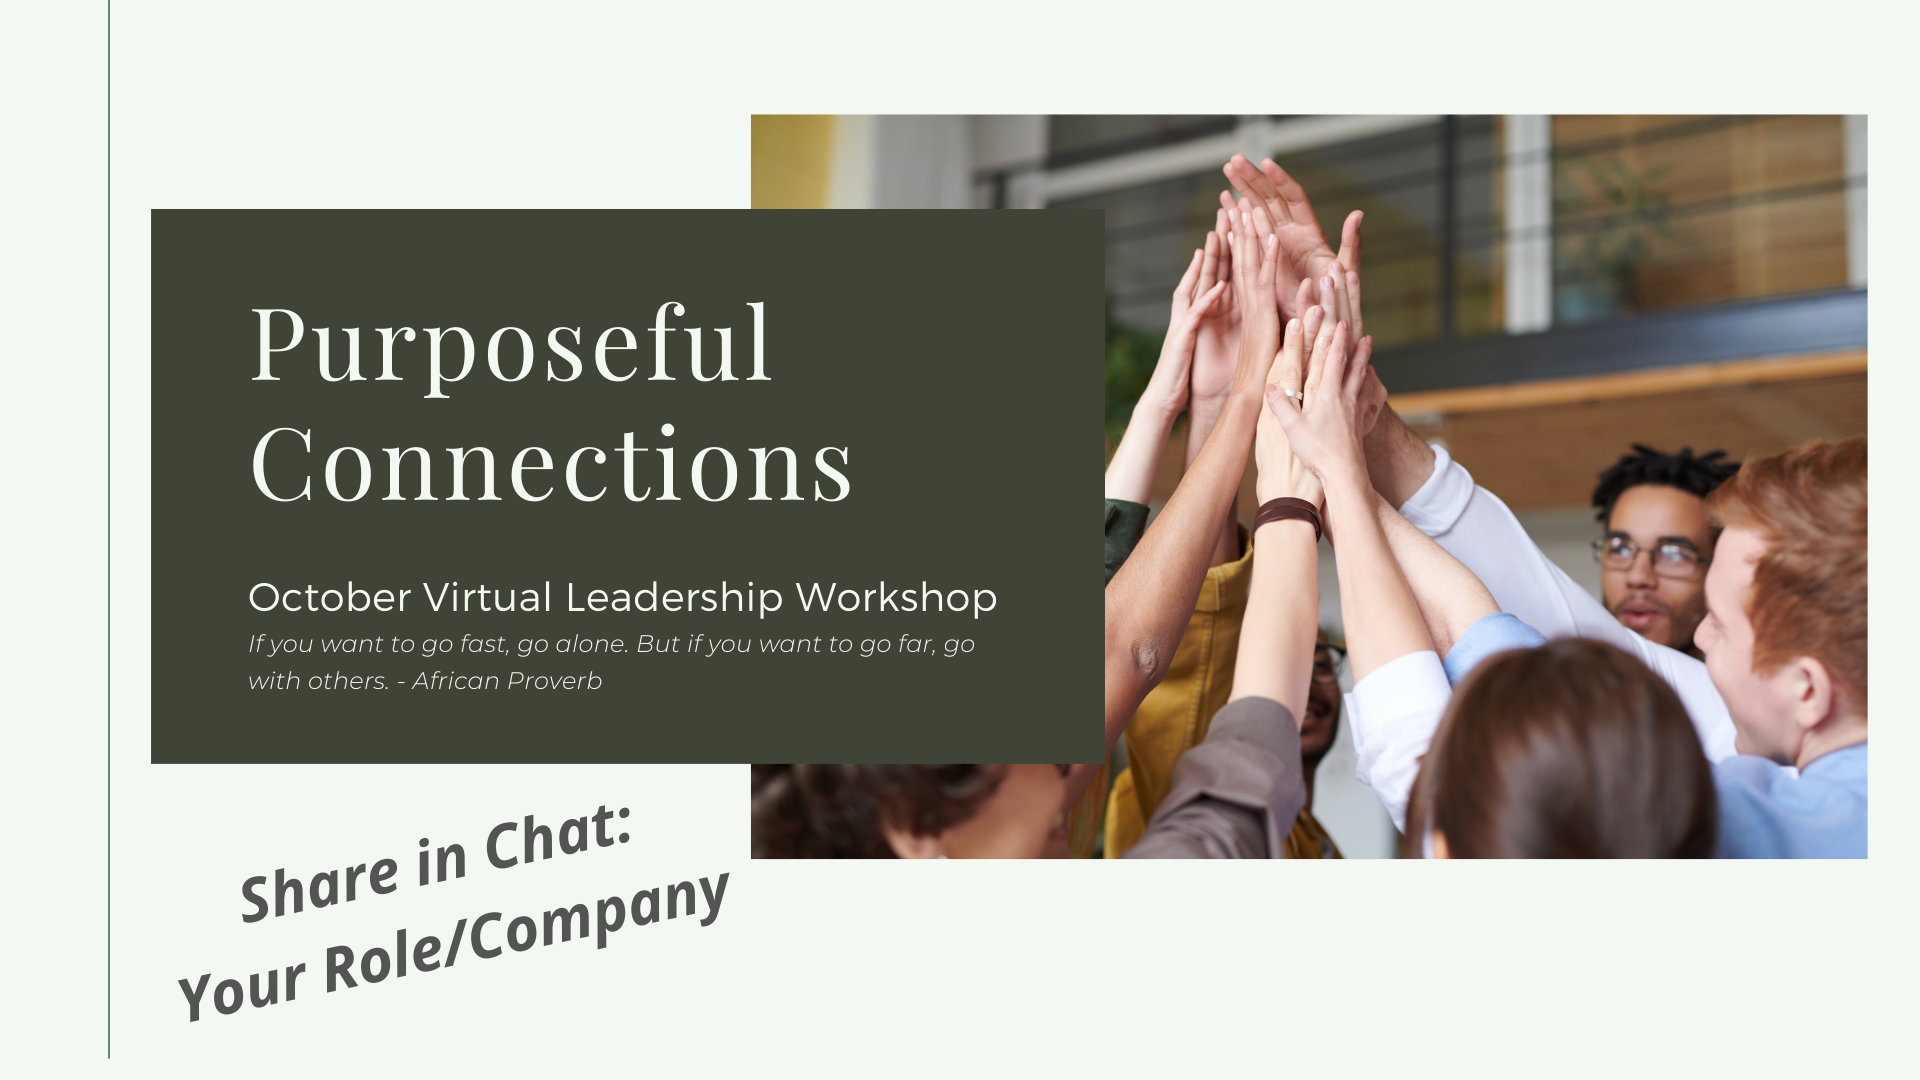 Purposeful
Connections
October Virtual Leadership Workshop
If you want to go fast, go alone. But if you want to go far, go
with others. - African Proverb
Share in Chat:
Your Role/Company